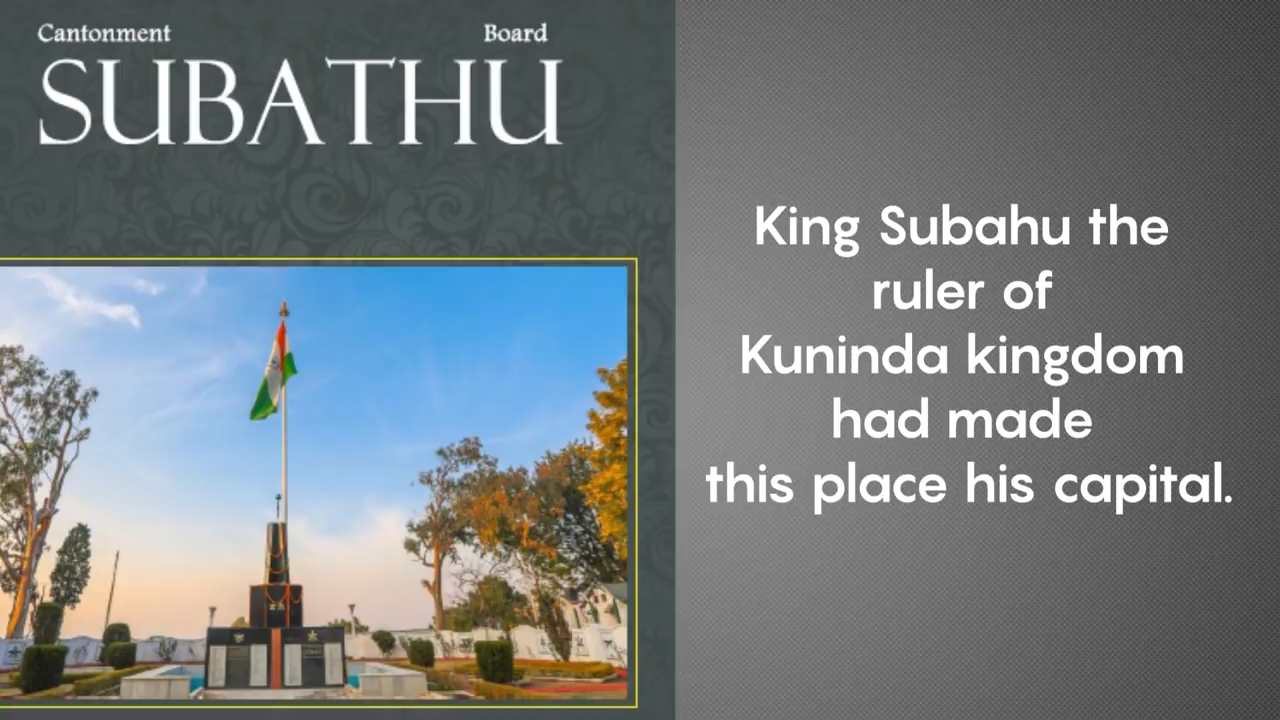 Cantonment Board
SUBATHU
King Subahu the
ruler of
Kuninda kingdom
had made
this place his capital.